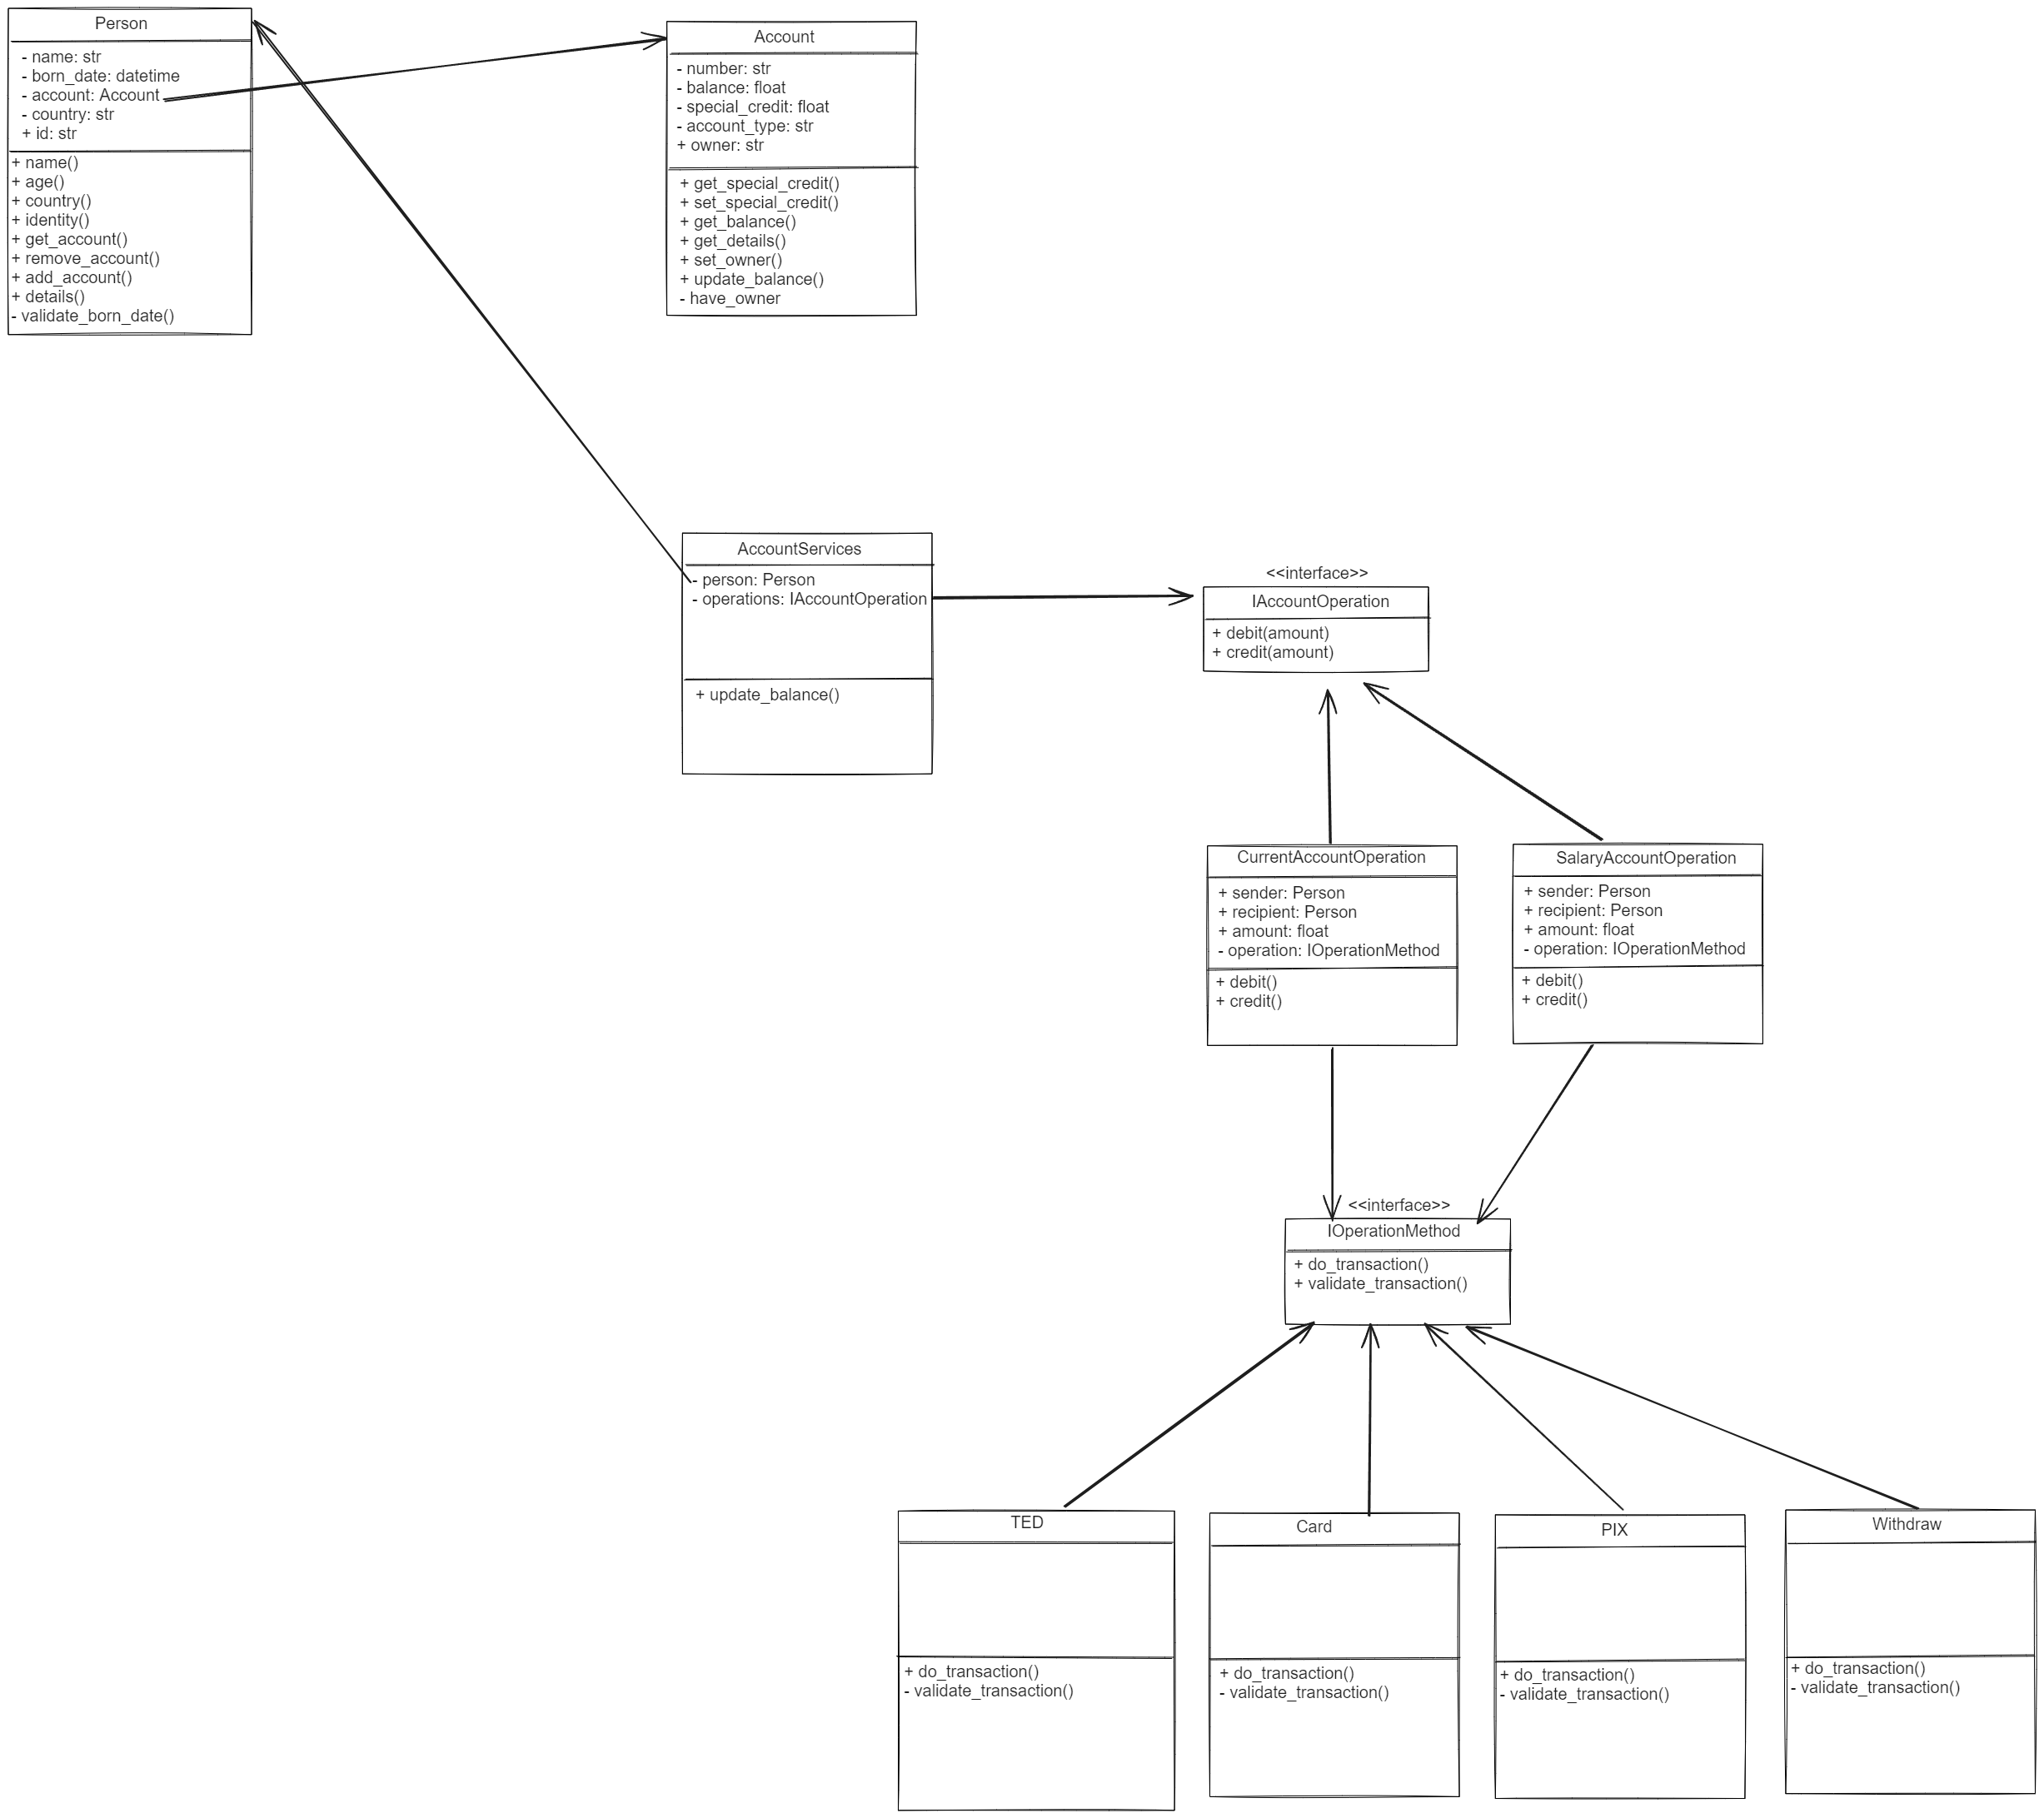 Person
- name: str
- born_date: datetime
- account: Account
- country: str
+ id: str
+ name()
+ age()
+ country()
+ identity()
+ get_account()
+ remove_account()
+ add_account()
+ details()
- validate_born_date()
Account
- number: str
- balance: float
- special_credit: float
- account_type: str
+ owner: str
+ get_special_credit()
+ set_special_credit()
+ get_balance()
+ get_details()
+ set_owner()
+ update_balance()
- have_owner
AccountServices
- person: Person
- operations: IAccountOperation
+ update_balance()
<<interface>>
IAccountOperation
+ debit(amount)
+ credit(amount)
CurrentAccountOperation
+ sender: Person
+ recipient: Person
+ amount: float
- operation: IOperationMethod
+ debit()
+ credit()
SalaryAccountOperation
+ sender: Person
+ recipient: Person
+ amount: float
- operation: IOperationMethod
+ debit()
+ credit()
<<interface>>
IOperationMethod
+ do_transaction()
+ validate_transaction()
TED
+ do_transaction()
- validate_transaction()
Card
+ do_transaction()
- validate_transaction()
PIX
+ do_transaction()
- validate_transaction()
Withdraw
+ do_transaction()
- validate_transaction()